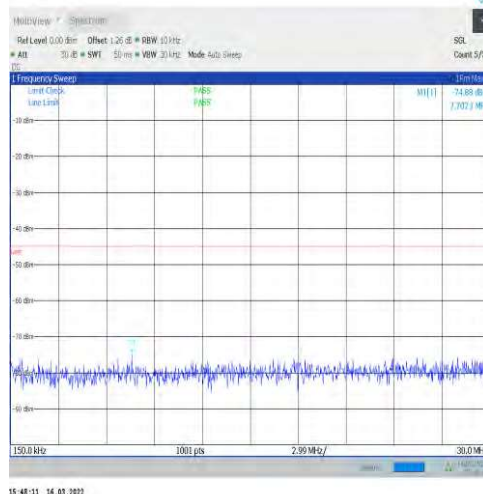 MultiView Spectrum
Ref Level 0.00 dBm Offset 1.26 dB RBW 10 kHz SGL
Att 30 dB SWT 50 ms VBW 30 kHz Mode Auto Sweep Count 5/5
1 Frequency Sweep
Limit Check PASS M1[1] -74.88 dB
Line Limit PASS
-10 dBm
-20 dBm
-30 dBm
-40 dBm
-50 dBm
-60 dBm
-70 dBm
-90 dBm
150.0 kHz 1001 pts 2.99 MHz/ 30.0 MH
15:48:11 16.03.2022